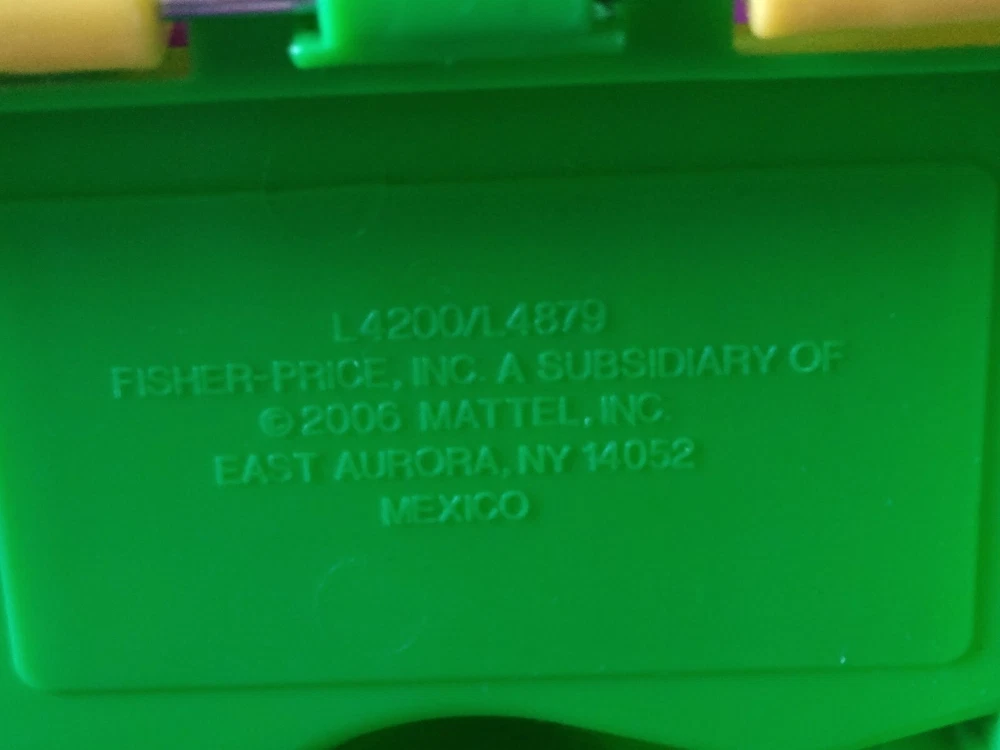 L4200/L4879
FISHER-PRICE, INC. A SUBSIDIARY OF
© 2006 MATTEL, INC.
EAST AURORA, NY 14052
MEXICO